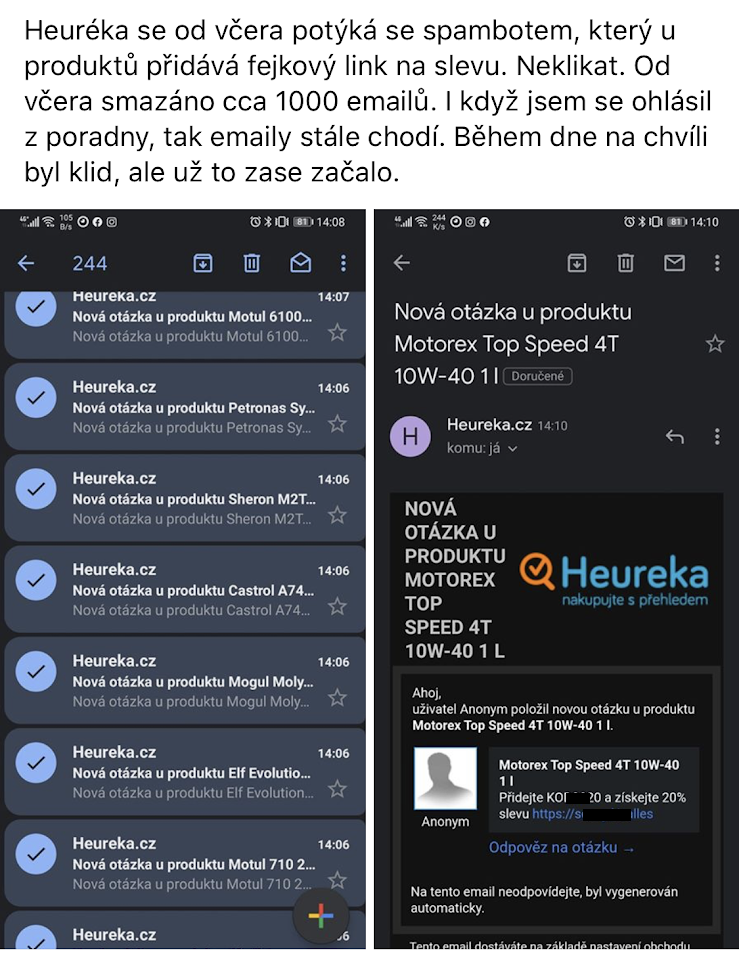 Heuréka se od včera potýká se spambotem, který u
produktů přidává fejkový link na slevu. Neklikat. Od
včera smazáno cca 1000 emailů. I když jsem se ohlásil
z poradny, tak emaily stále chodí. Během dne na chvíli
byl klid, ale už to zase začalo.
105 B/s 81 14:08
244
Heureka.cz 14:07
Nová otázka u produktu Motul 6100...
Nová otázka u produktu Motul 6100...
Heureka.cz 14:06
Nová otázka u produktu Petronas Sy...
Nová otázka u produktu Petronas Sy...
Heureka.cz 14:06
Nová otázka u produktu Sheron M2T...
Nová otázka u produktu Sheron M2T...
Heureka.cz 14:06
Nová otázka u produktu Castrol A74...
Nová otázka u produktu Castrol A74...
Heureka.cz 14:06
Nová otázka u produktu Mogul Moly...
Nová otázka u produktu Mogul Moly...
Heureka.cz 14:06
Nová otázka u produktu Elf Evolutio...
Nová otázka u produktu Elf Evolution...
Heureka.cz 14:06
Nová otázka u produktu Motul 710 2...
Nová otázka u produktu Motul 710 2...
Heureka.cz
244 K/s 81 14:10
Nová otázka u produktu
Motorex Top Speed 4T
10W-40 1 l Doručené
H
Heureka.cz 14:10
komu: já
NOVÁ
OTÁZKA U
PRODUKTU
MOTOREX
TOP
SPEED 4T
10W-40 1 L
Heureka
nakupujte s přehledem
Ahoj,
uživatel Anonym položil novou otázku u produktu
Motorex Top Speed 4T 10W-40 1 l.
Anonym
Motorex Top Speed 4T 10W-40
1 l
Přidejte 20 a získejte 20%
slevu https://s lles
Odpověz na otázku →
Na tento email neodpovídejte, byl vygenerován
automaticky.
Tento email dostáváte na základě nastavení obchodu